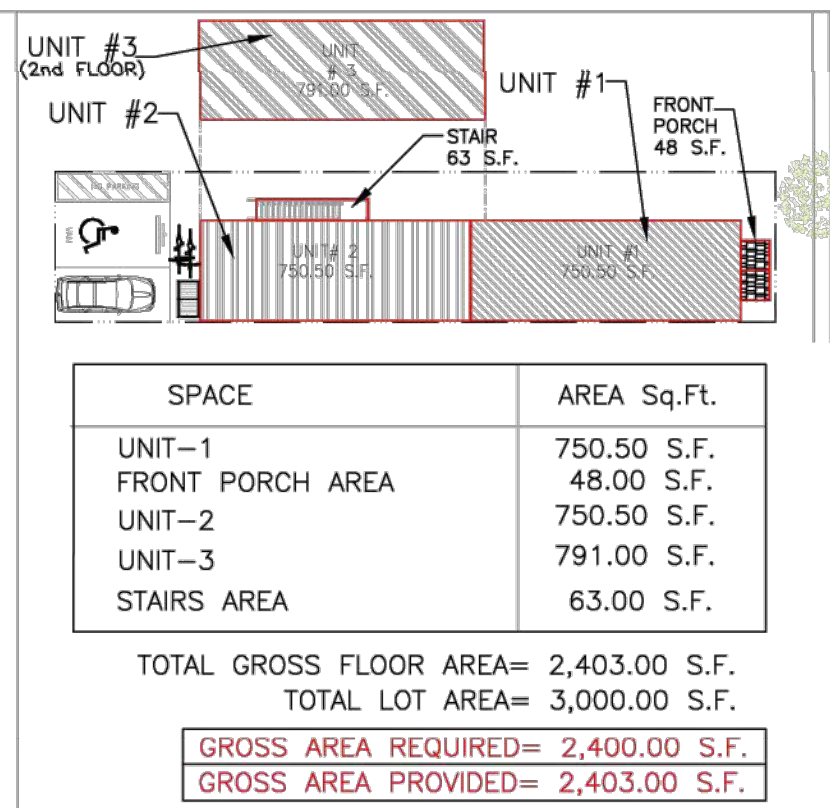 UNIT #3
(2nd FLOOR)
UNIT
# 3
791.00 S.F.
UNIT #1
UNIT #2
FRONT
PORCH
48 S.F.
STAIR
63 S.F.
NO PARKING
VAN
UNIT# 2
750.50 S.F.
UNIT #1
750.50 S.F.
SPACE AREA Sq.Ft.
UNIT-1 750.50 S.F.
FRONT PORCH AREA 48.00 S.F.
UNIT-2 750.50 S.F.
UNIT-3 791.00 S.F.
STAIRS AREA 63.00 S.F.
TOTAL GROSS FLOOR AREA= 2,403.00 S.F.
TOTAL LOT AREA= 3,000.00 S.F.
GROSS AREA REQUIRED= 2,400.00 S.F.
GROSS AREA PROVIDED= 2,403.00 S.F.